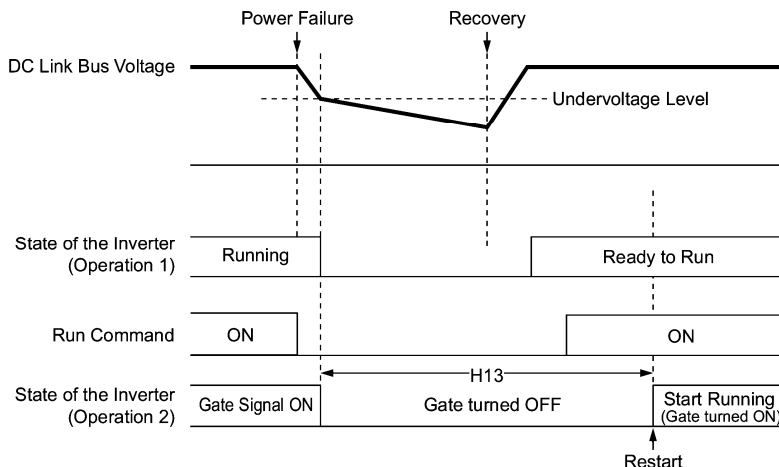 Power Failure
Recovery
DC Link Bus Voltage
Undervoltage Level
State of the Inverter
(Operation 1)
Running
Ready to Run
Run Command
ON
ON
H13
State of the Inverter
(Operation 2)
Gate Signal ON
Gate turned OFF
Start Running
(Gate turned ON)
Restart